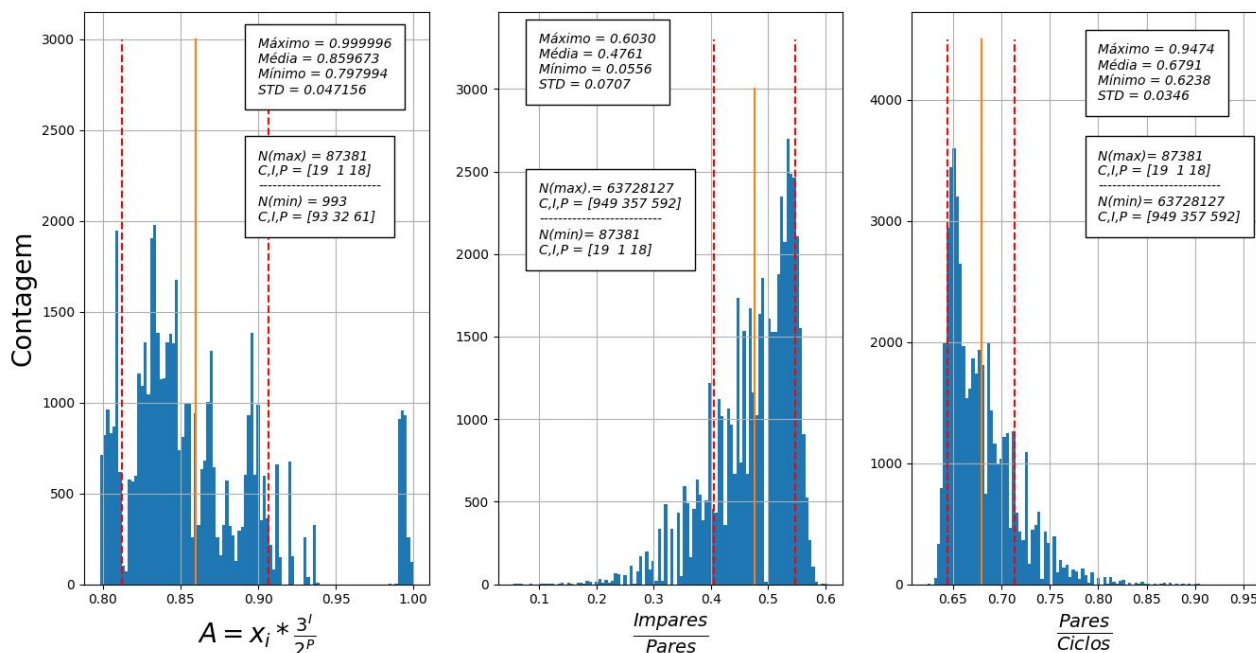 Contagem
3000
2500
2000
1500
1000
500
0
0.80 0.85 0.90 0.95 1.00
Máximo = 0.999996
Média = 0.859673
Mínimo = 0.797994
STD = 0.047156
N(max) = 87381
C,I,P = [19 1 18]
----------------------------
N(min) = 993
C,I,P = [93 32 61]
A = x_i * 3^I / 2^P
3000
2500
2000
1500
1000
500
0
0.1 0.2 0.3 0.4 0.5 0.6
Máximo = 0.6030
Média = 0.4761
Mínimo = 0.0556
STD = 0.0707
N(max).= 63728127
C,I,P = [949 357 592]
----------------------------
N(min)= 87381
C,I,P = [19 1 18]
Impares
Pares
4000
3000
2000
1000
0
0.65 0.70 0.75 0.80 0.85 0.90 0.95
Máximo = 0.9474
Média = 0.6791
Mínimo = 0.6238
STD = 0.0346
N(max)= 87381
C,I,P = [19 1 18]
----------------------------
N(min)= 63728127
C,I,P = [949 357 592]
Pares
Ciclos